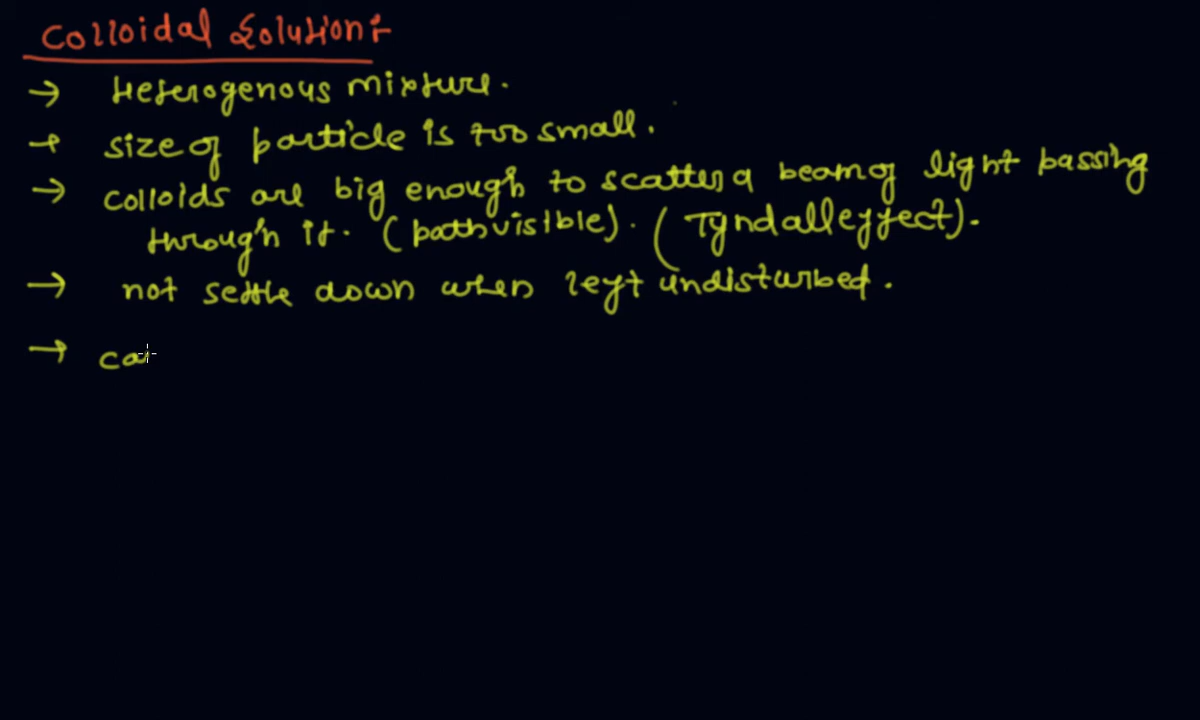 Colloidal Solution:-
→ Heterogenous mixture.
→ size of particle is too small.
→ colloids are big enough to scatter a beam of light passing
through it. (path visible). (Tyndall effect).
→ not settle down when left undisturbed.
→ ca